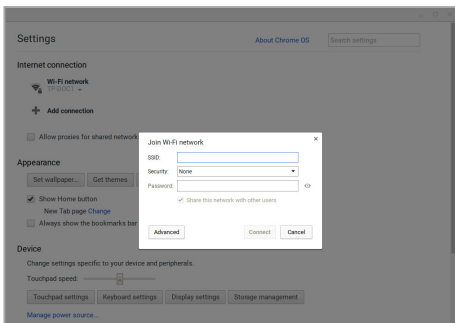 Settings
About Chrome OS
Search settings
Internet connection
Wi-Fi network
Add connection
Allow proxies for shared network
Join Wi-Fi network
SSID:
Security: None
Password:
Share this network with other users
Advanced
Connect
Cancel
Appearance
Set wallpaper...
Get themes
Show Home button
New Tab page Change
Always show the bookmarks bar
Device
Change settings specific to your device and peripherals.
Touchpad speed:
Touchpad settings
Keyboard settings
Display settings
Storage management
Manage power source...